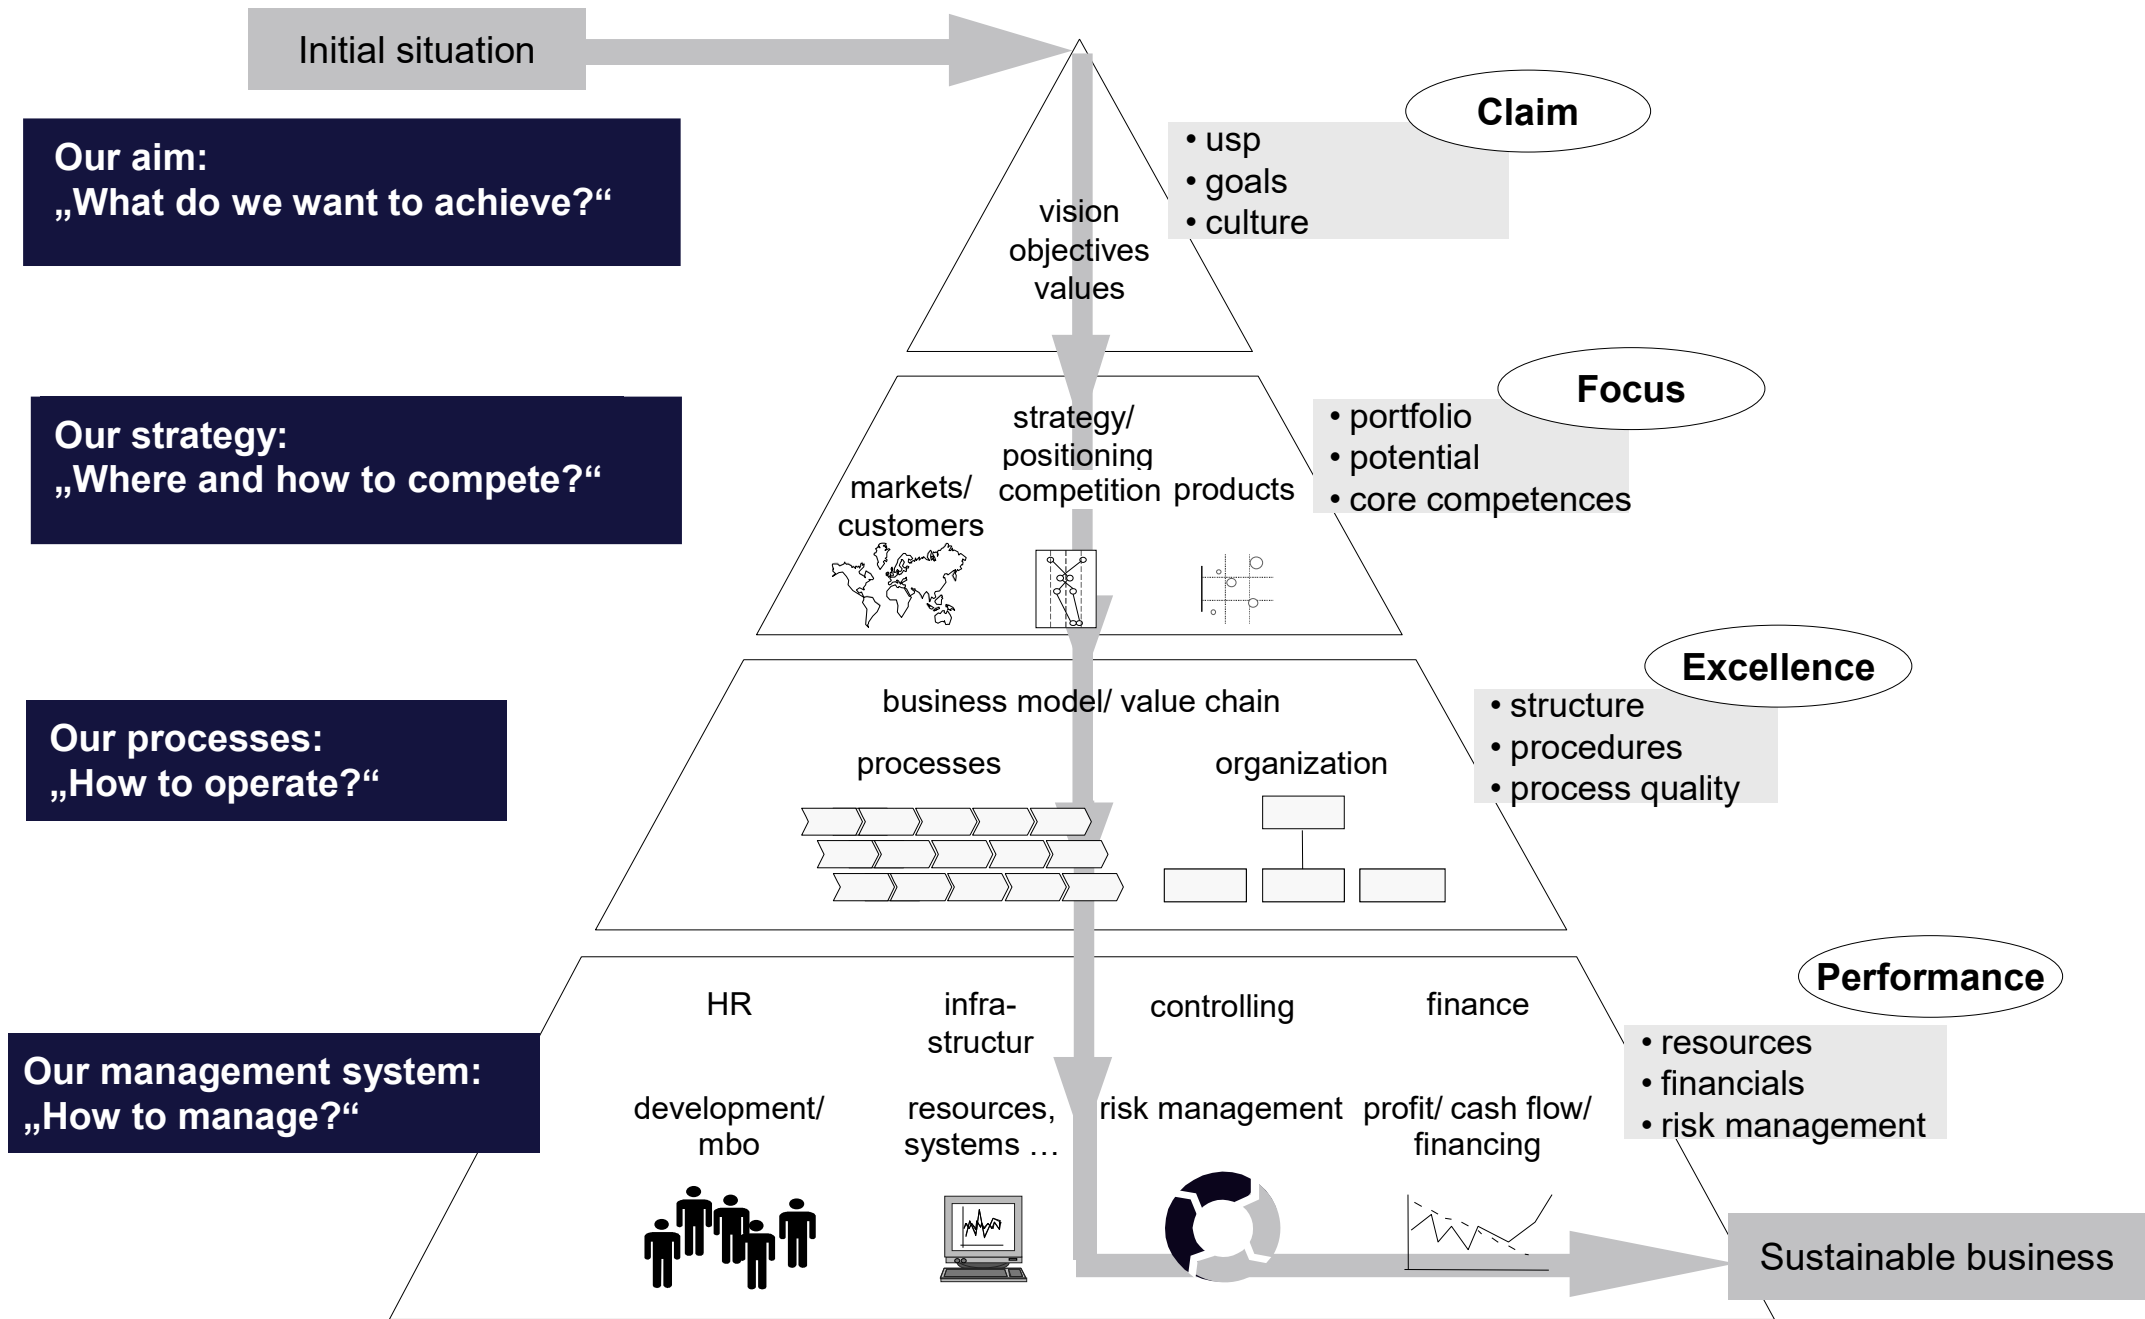 Initial situation
Our aim:
„What do we want to achieve?“
vision
objectives
values
Claim
• usp
• goals
• culture
Our strategy:
„Where and how to compete?“
strategy/
positioning
markets/
customers
competition
products
Focus
• portfolio
• potential
• core competences
Our processes:
„How to operate?“
business model/ value chain
processes
organization
Excellence
• structure
• procedures
• process quality
Our management system:
„How to manage?“
HR
infra-
structur
controlling
finance
development/
mbo
resources,
systems …
risk management
profit/ cash flow/
financing
Performance
• resources
• financials
• risk management
Sustainable business